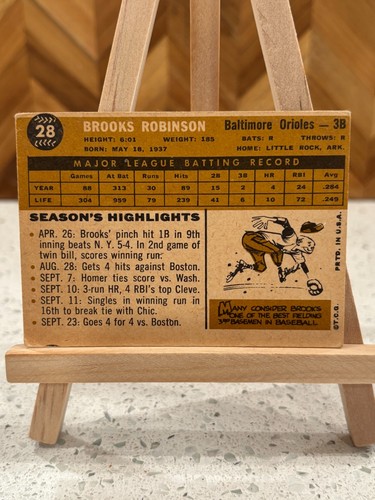 28
BROOKS ROBINSON Baltimore Orioles — 3B
HEIGHT: 6:01 WEIGHT: 185 BATS: R THROWS: R
BORN: MAY 18, 1937 HOME: LITTLE ROCK, ARK.
MAJOR LEAGUE BATTING RECORD
Games At Bat Runs Hits 2B 3B HR RBI Avg
YEAR 88 313 30 89 15 2 4 24 .284
LIFE 304 959 79 239 41 6 10 72 .249
SEASON'S HIGHLIGHTS
• APR. 26: Brooks' pinch hit 1B in 9th
inning beats N. Y. 5-4. In 2nd game of
twin bill, scores winning run.
• AUG. 28: Gets 4 hits against Boston.
• SEPT. 7: Homer ties score vs. Wash.
• SEPT. 10: 3-run HR, 4 RBI's top Cleve.
• SEPT. 11: Singles in winning run in
16th to break tie with Chic.
• SEPT. 23: Goes 4 for 4 vs. Boston.
MANY CONSIDER BROOKS
ONE OF THE BEST FIELDING
3RD BASEMEN IN BASEBALL.
©T.C.G. PRTD. IN U.S.A.